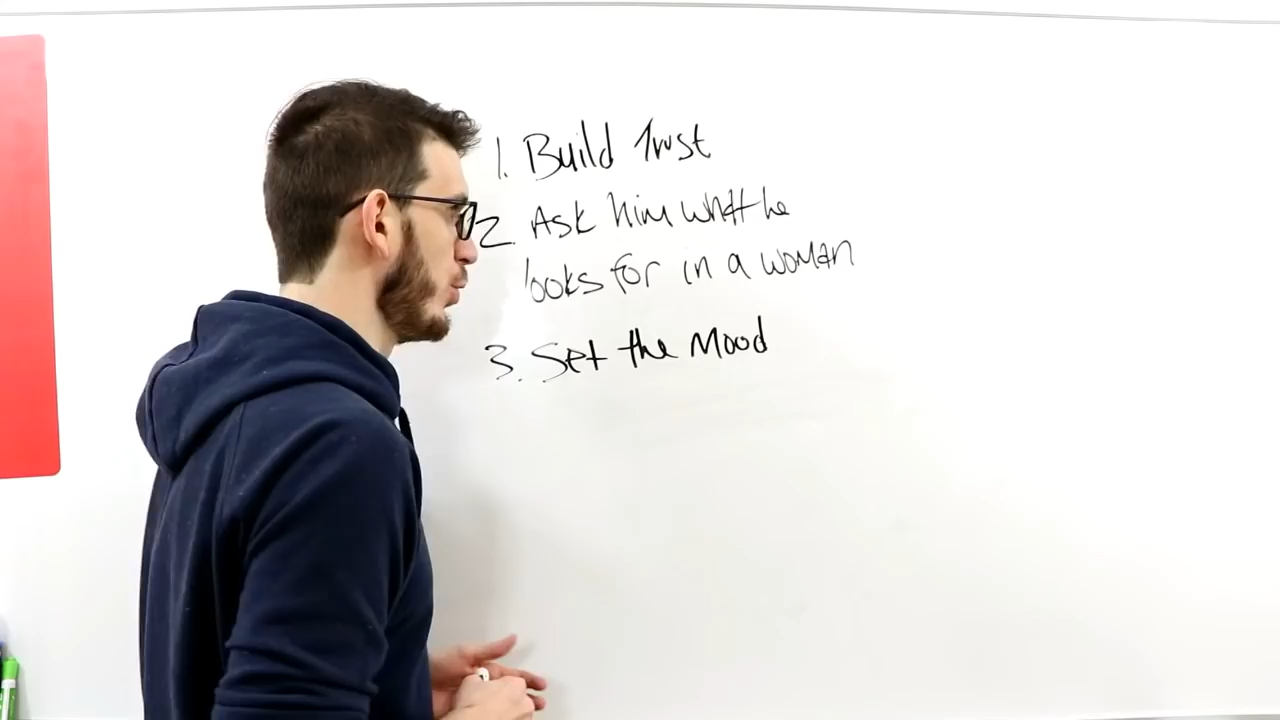 1. Build Trust
2. Ask him what he
looks for in a woman
3. Set the Mood